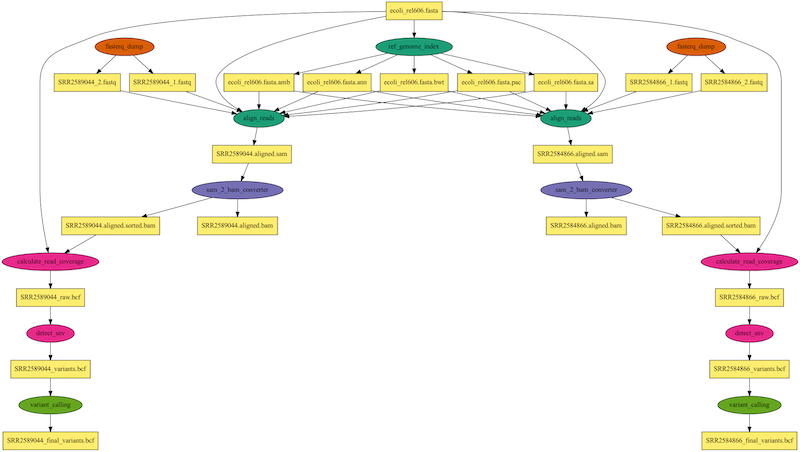 ecoli_rel606.fasta
fasterq_dump
ref_genome_index
fasterq_dump
SRR2589044_2.fastq
SRR2589044_1.fastq
ecoli_rel606.fasta.amb
ecoli_rel606.fasta.ann
ecoli_rel606.fasta.bwt
ecoli_rel606.fasta.pac
ecoli_rel606.fasta.sa
SRR2584866_1.fastq
SRR2584866_2.fastq
align_reads
align_reads
SRR2589044.aligned.sam
SRR2584866.aligned.sam
sam_2_bam_converter
sam_2_bam_converter
SRR2589044.aligned.sorted.bam
SRR2589044.aligned.bam
SRR2584866.aligned.bam
SRR2584866.aligned.sorted.bam
calculate_read_coverage
calculate_read_coverage
SRR2589044_raw.bcf
SRR2584866_raw.bcf
detect_snv
detect_snv
SRR2589044_variants.bcf
SRR2584866_variants.bcf
variant_calling
variant_calling
SRR2589044_final_variants.bcf
SRR2584866_final_variants.bcf